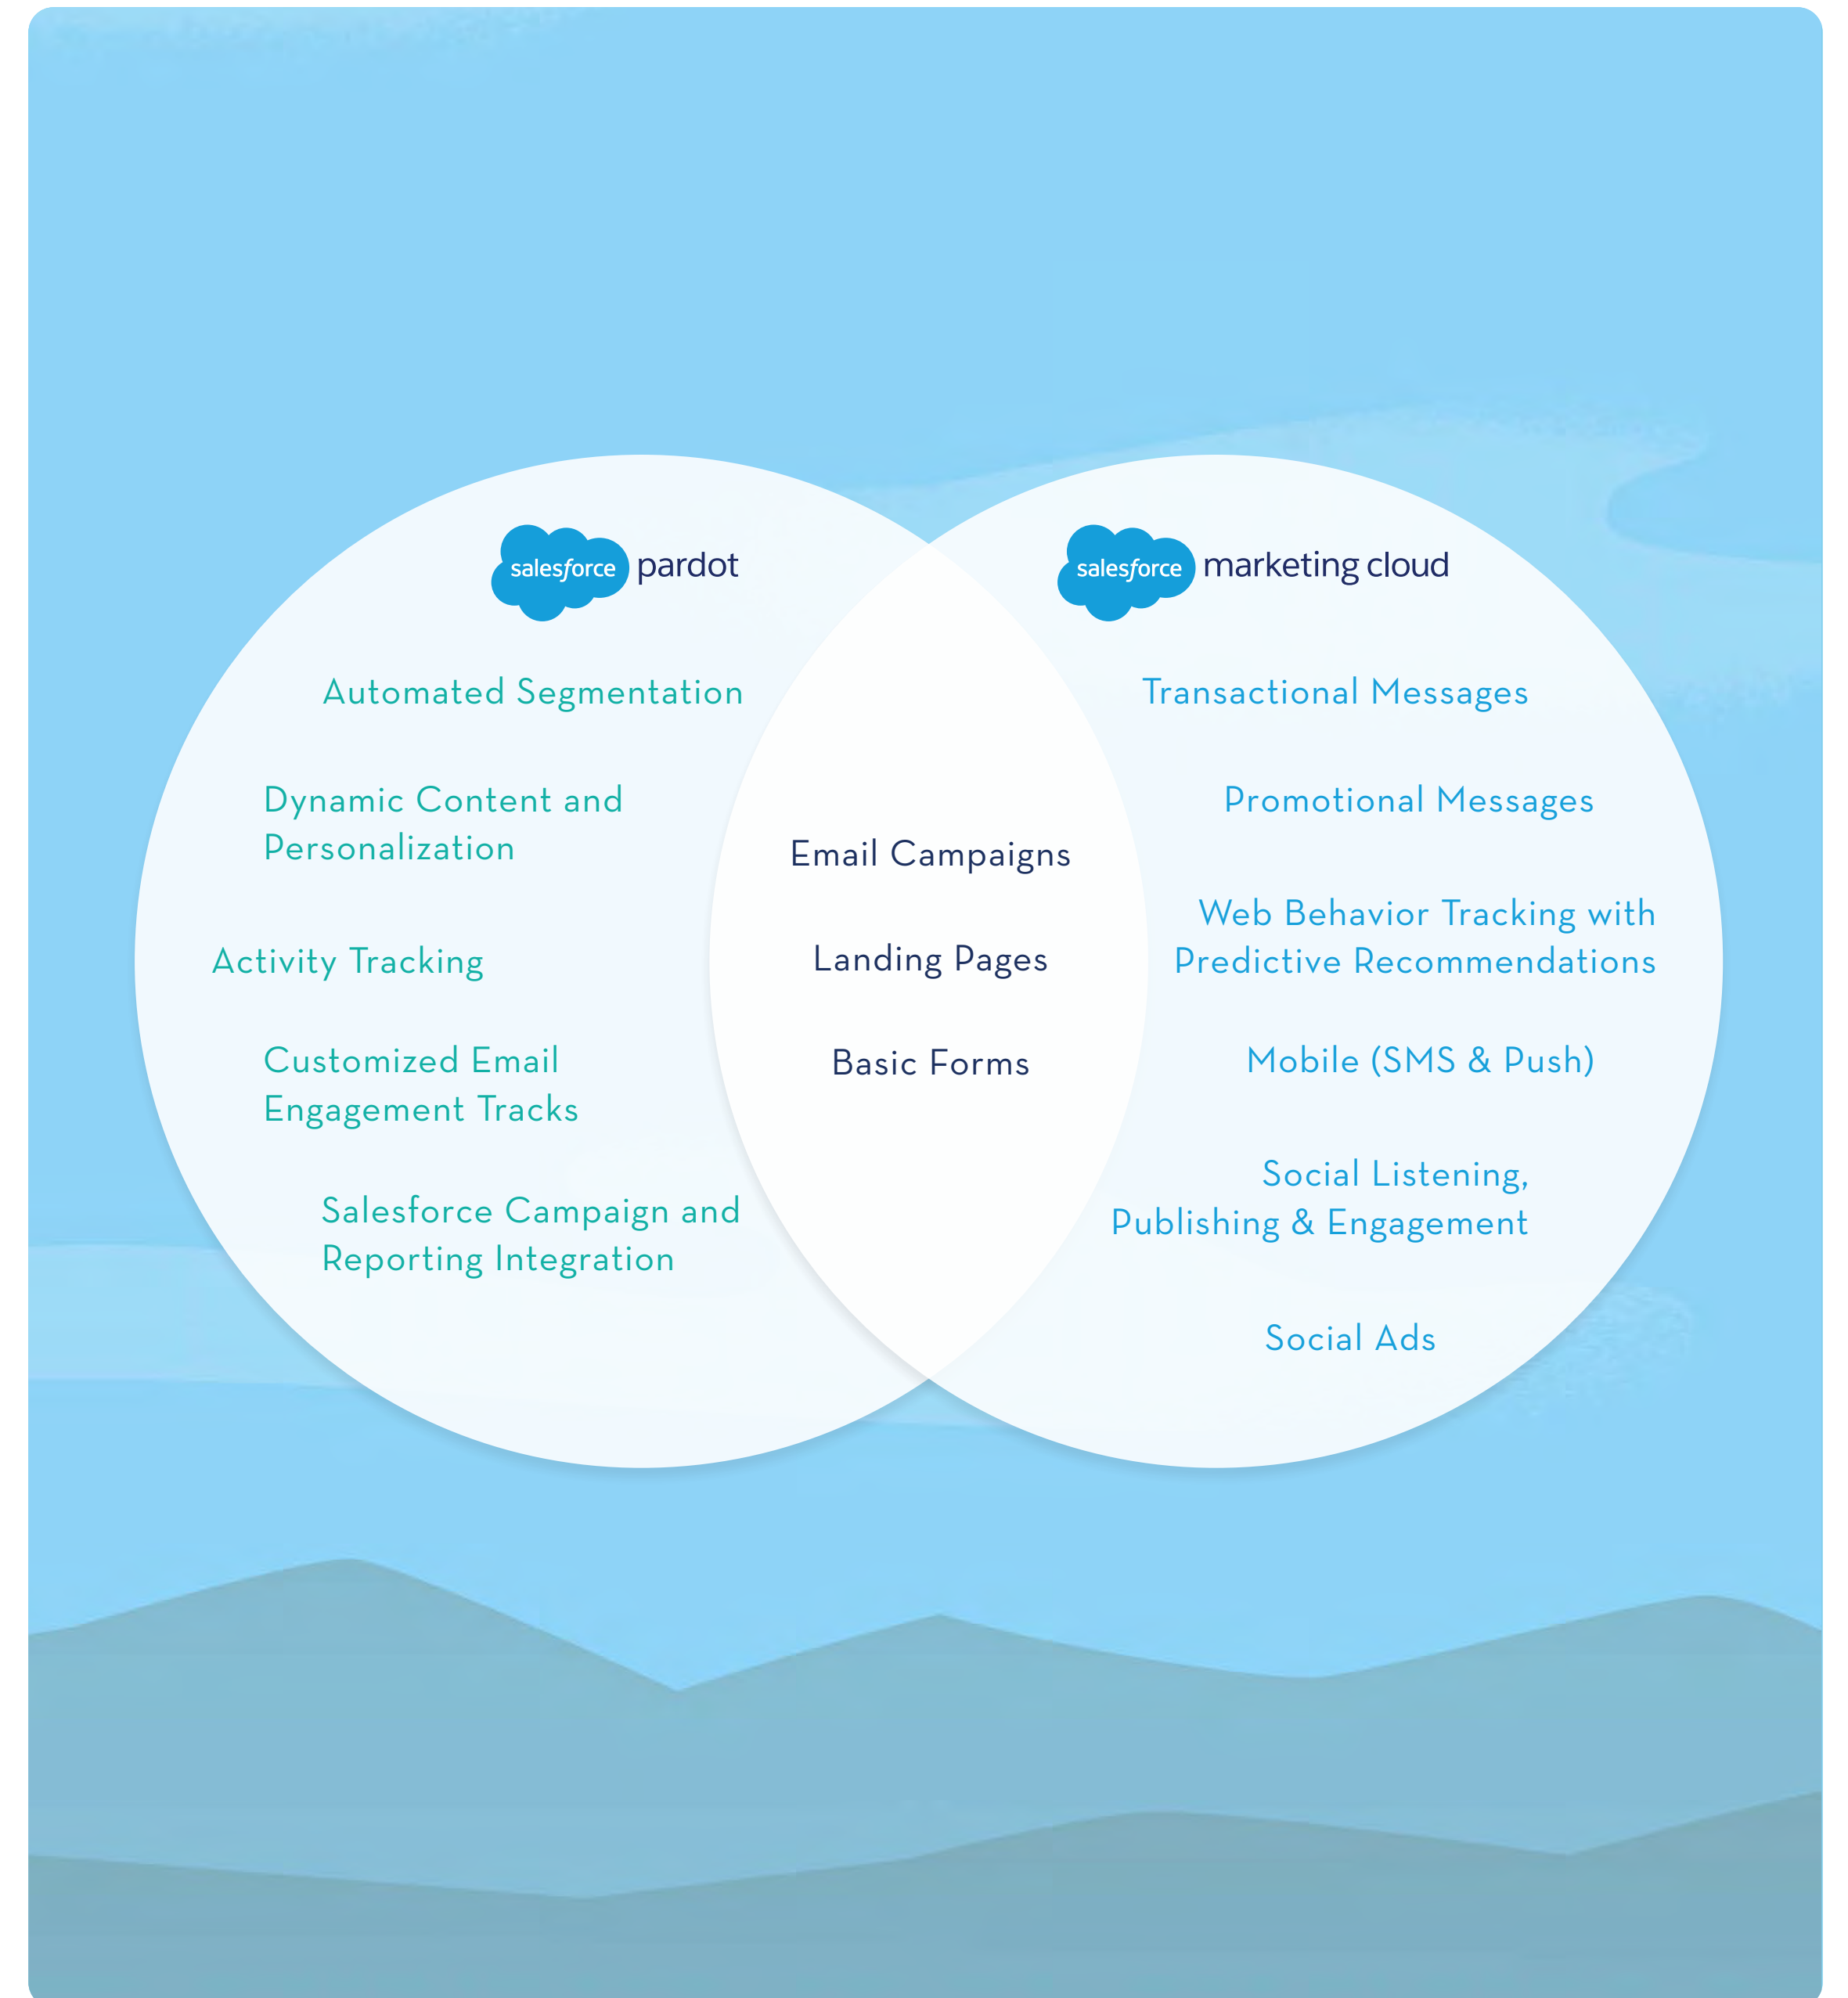 salesforce pardot
Automated Segmentation
Dynamic Content and
Personalization
Activity Tracking
Customized Email
Engagement Tracks
Salesforce Campaign and
Reporting Integration
Email Campaigns
Landing Pages
Basic Forms
salesforce marketing cloud
Transactional Messages
Promotional Messages
Web Behavior Tracking with
Predictive Recommendations
Mobile (SMS & Push)
Social Listening,
Publishing & Engagement
Social Ads